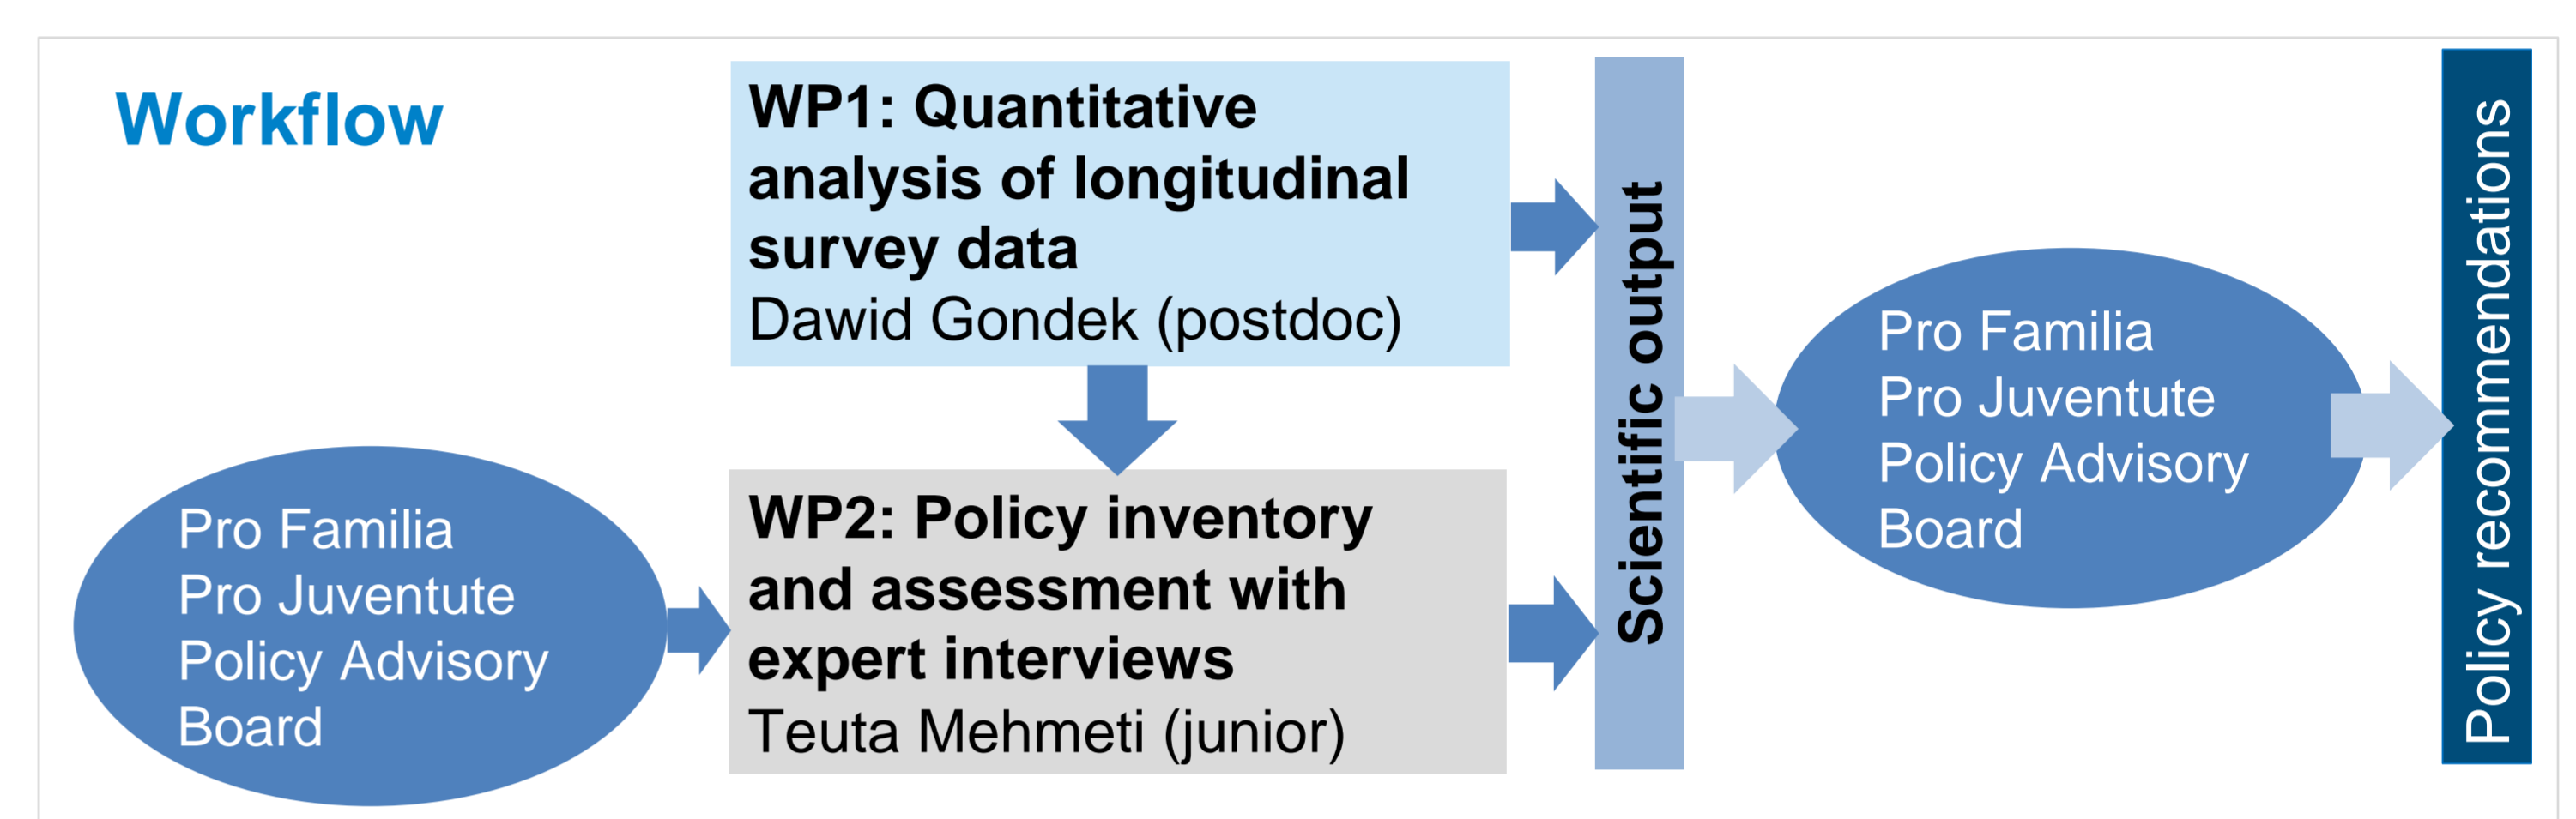 Workflow
WP1: Quantitative
analysis of longitudinal
survey data
Dawid Gondek (postdoc)
Pro Familia
Pro Juventute
Policy Advisory
Board
WP2: Policy inventory
and assessment with
expert interviews
Teuta Mehmeti (junior)
Scientific output
Pro Familia
Pro Juventute
Policy Advisory
Board
Policy recommendations